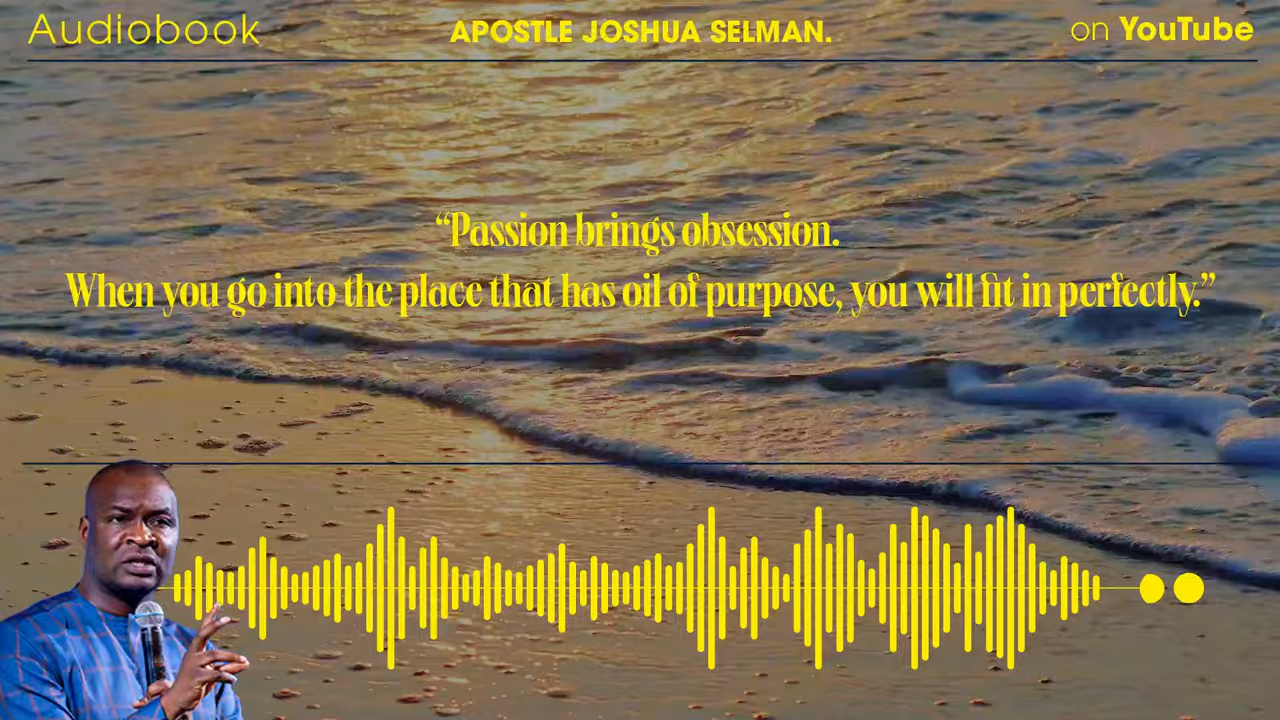 Audiobook
APOSTLE JOSHUA SELMAN.
on YouTube
“Passion brings obsession.
When you go into the place that has oil of purpose, you will fit in perfectly.”